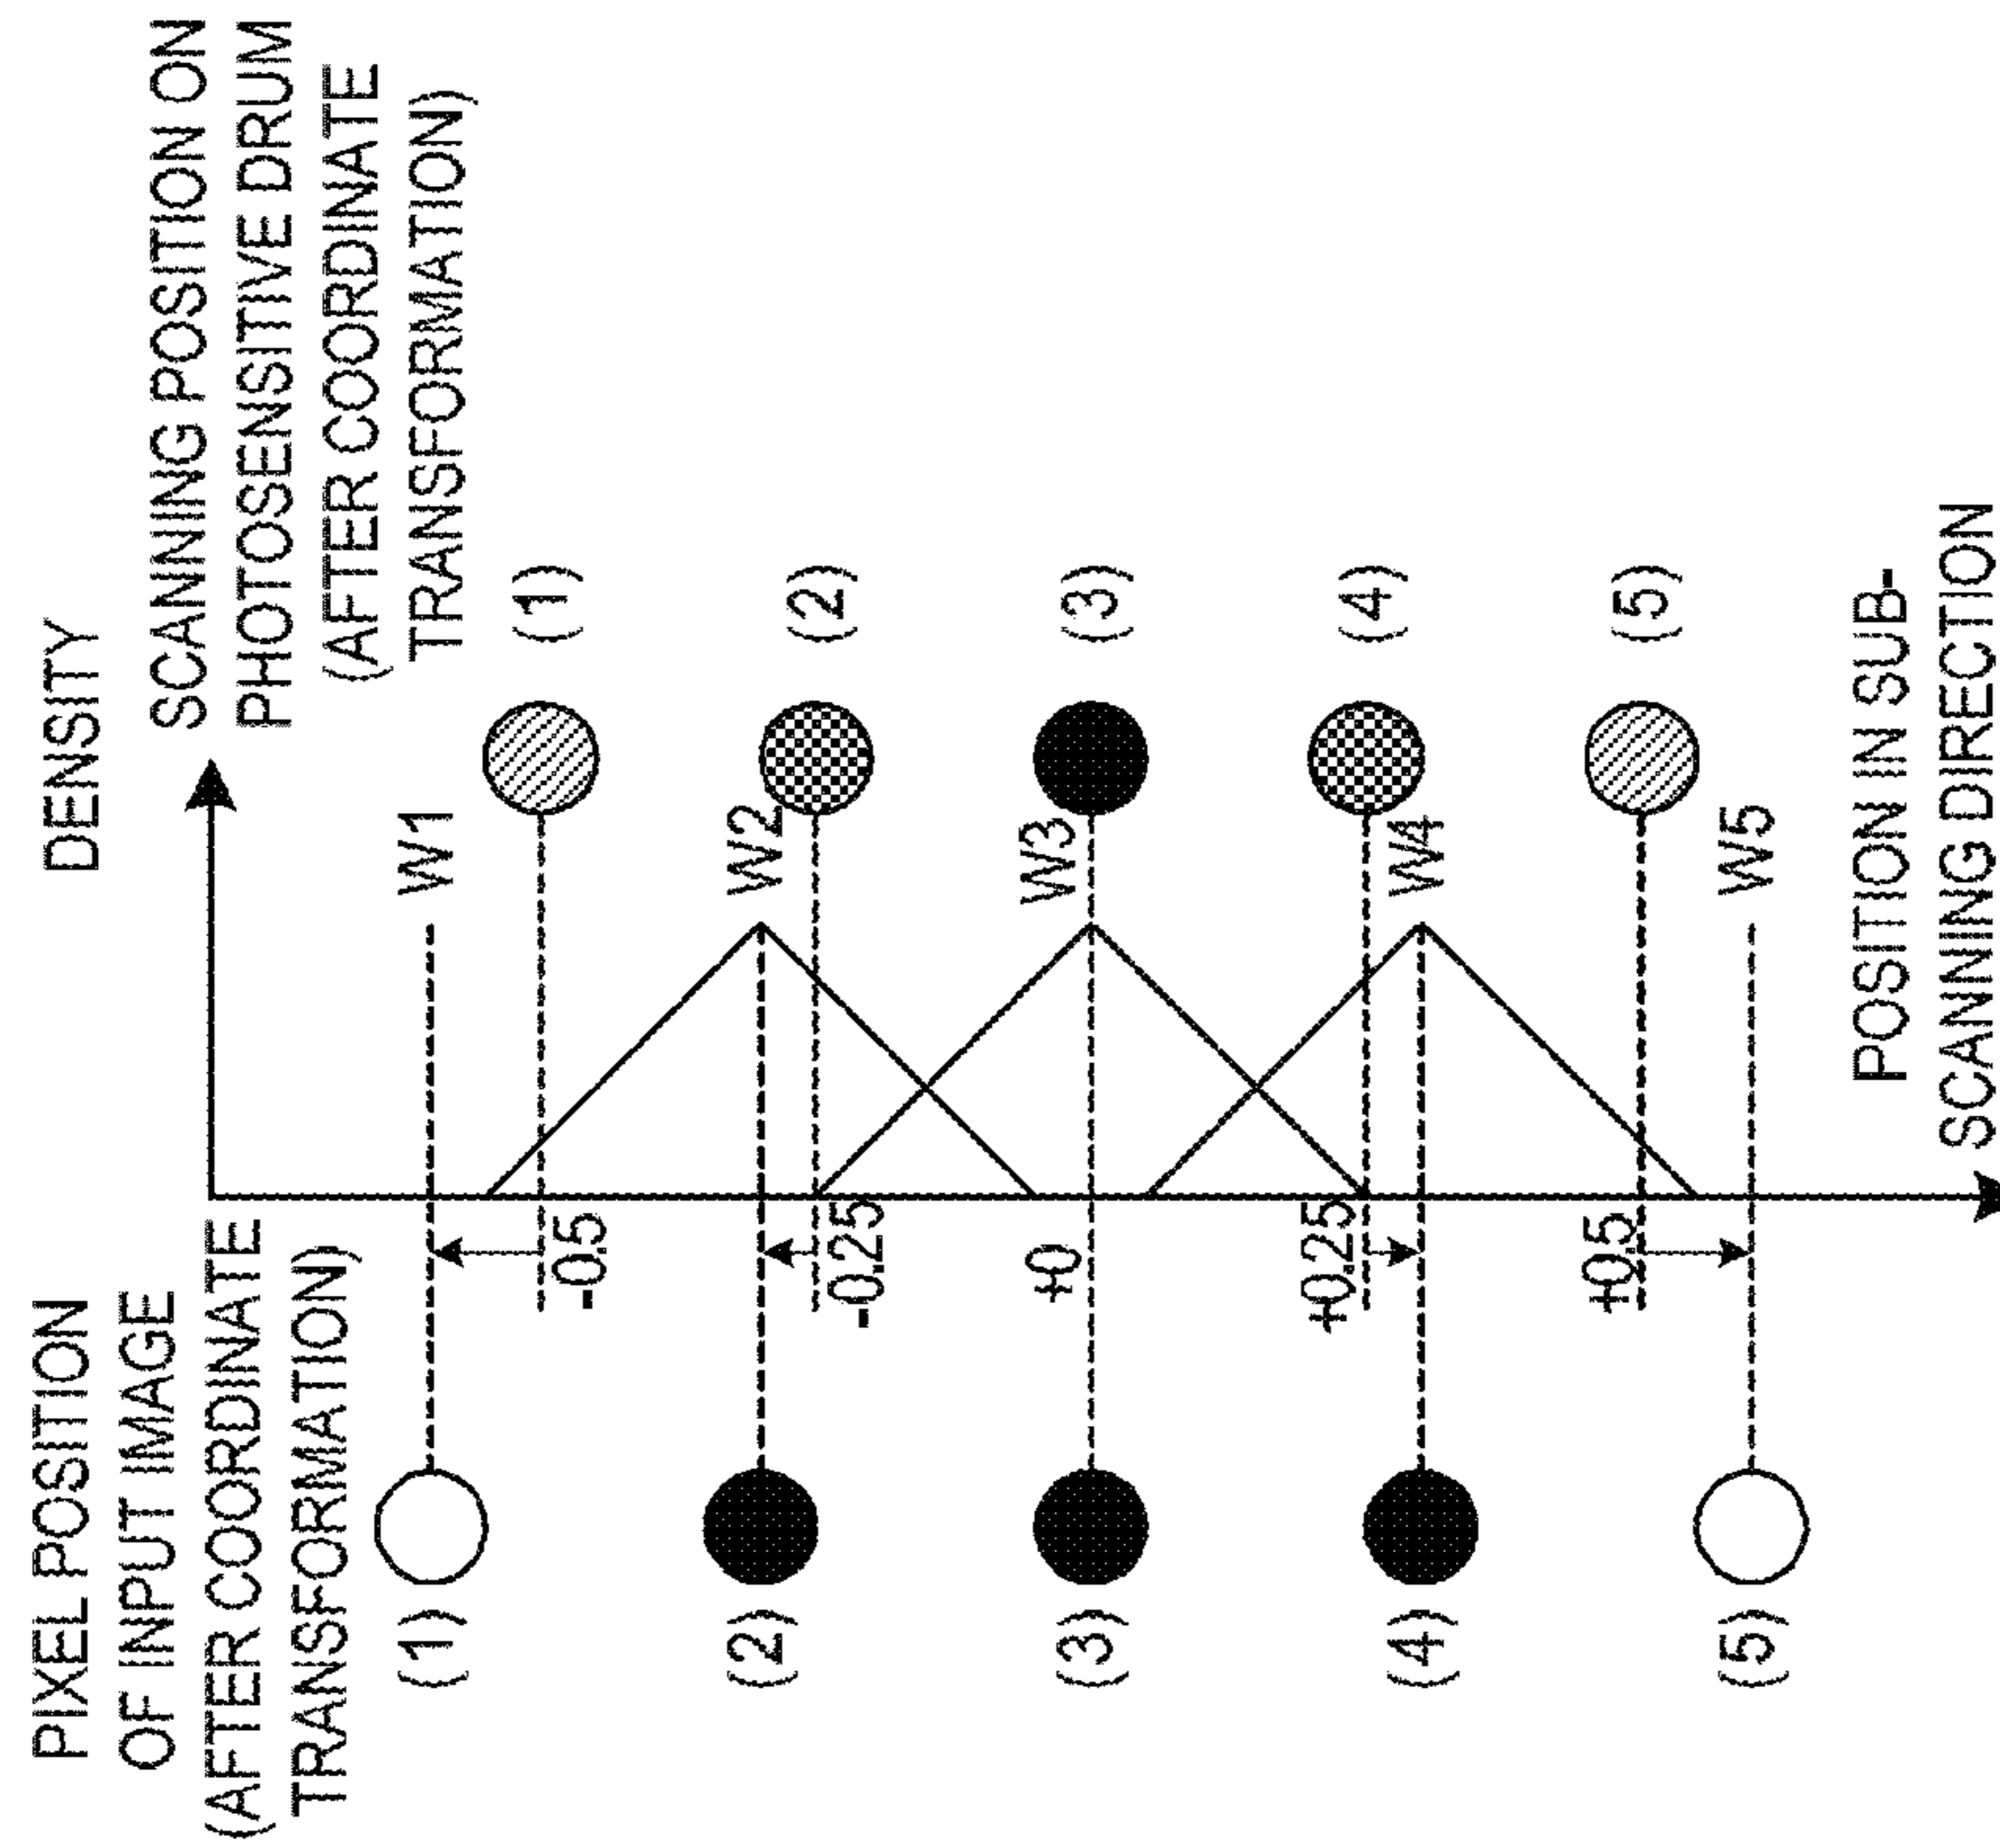 PIXEL POSITION
OF INPUT IMAGE
(AFTER COORDINATE
TRANSFORMATION)
DENSITY
SCANNING POSITION ON
PHOTOSENSITIVE DRUM
(AFTER COORDINATE
TRANSFORMATION)
(1)
W1
-0.5
(1)
(2)
W2
-0.25
(2)
(3)
+0
W3
(3)
+0.25
(4)
(4)
W4
+0.5
(5)
(5)
W5
POSITION IN SUB-
SCANNING DIRECTION